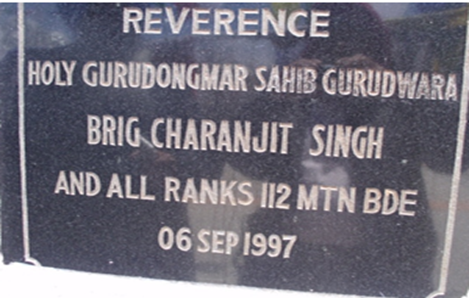 REVERENCE
HOLY GURUDONGMAR SAHIB GURUDWARA
BRIG CHARANJIT SINGH
AND ALL RANKS 112 MTN BDE
06 SEP 1997